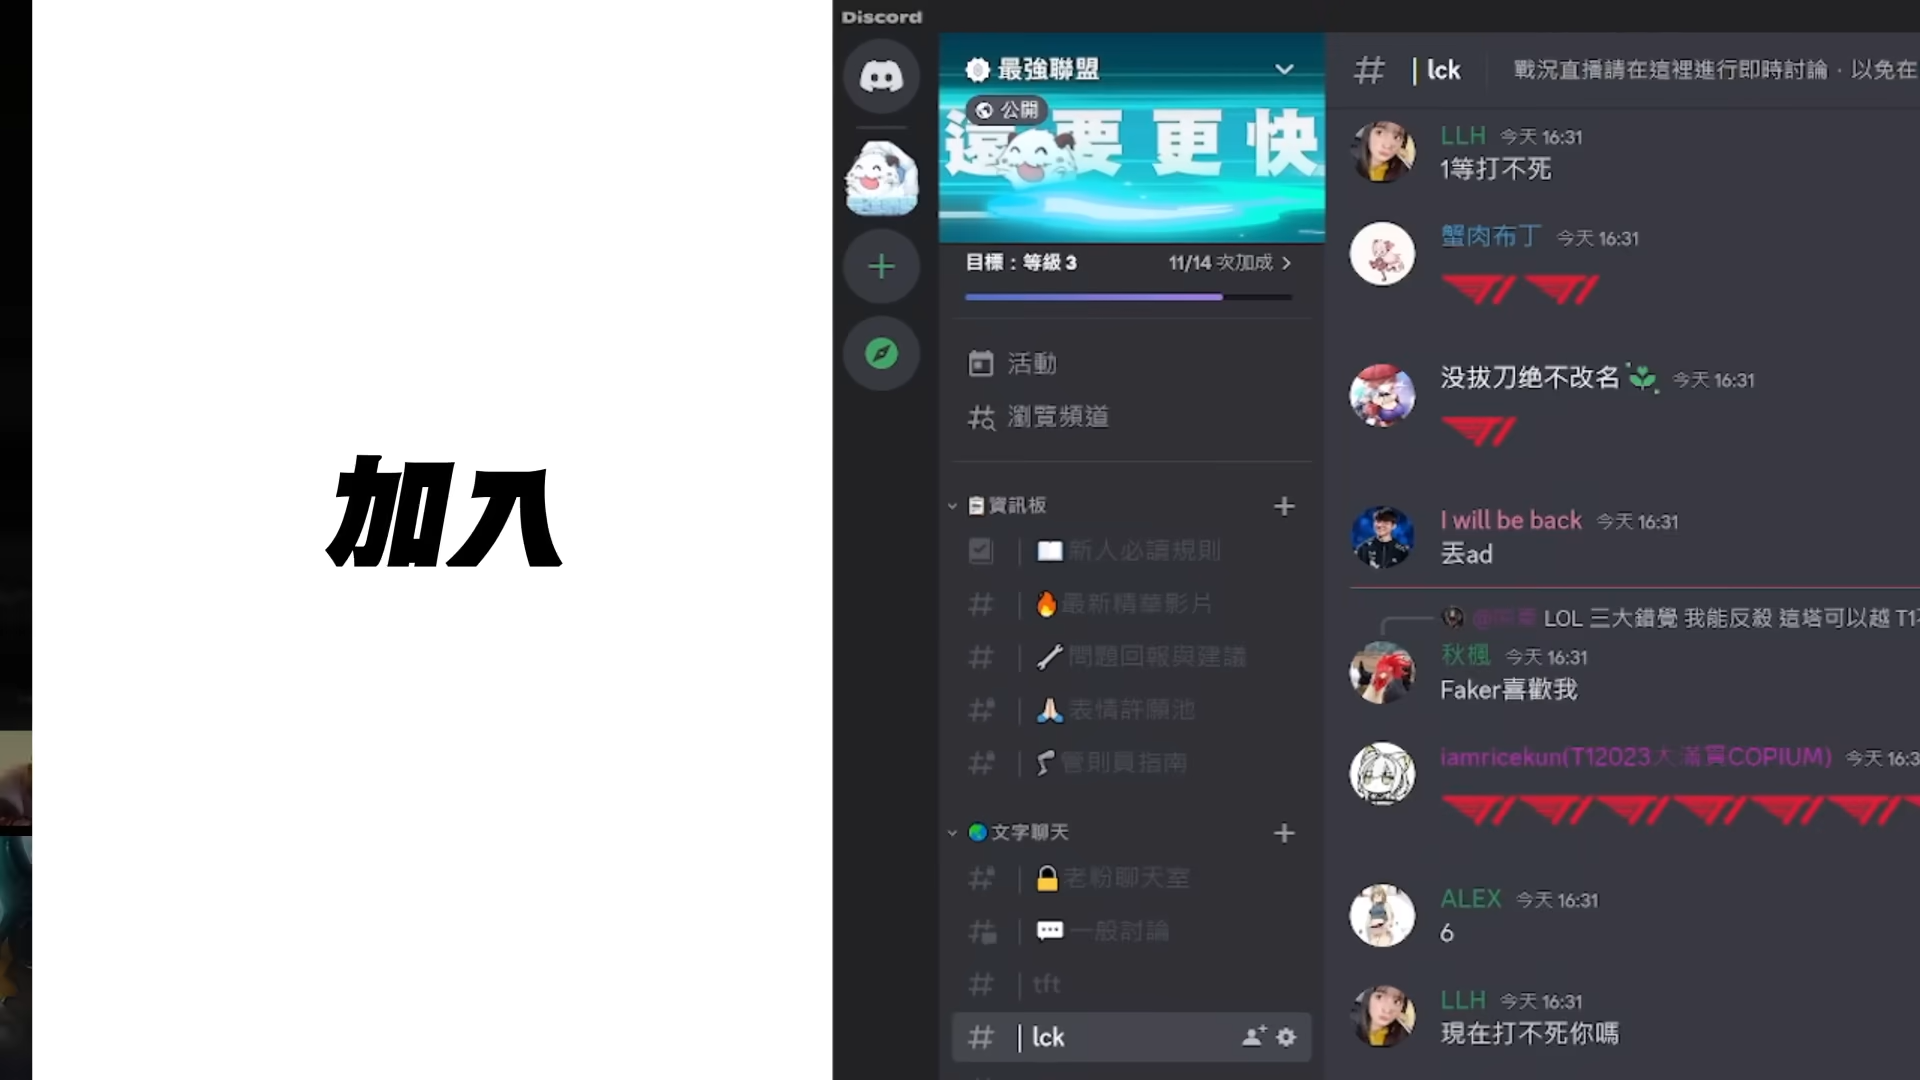 加入
Discord
最強聯盟
公開
還要更快
目標：等級 3
11/14 次加成
活動
瀏覽頻道
資訊板
新人必讀規則
最新精華影片
問題回報與建議
表情許願池
管則員指南
文字聊天
老粉聊天室
一般討論
tft
lck
lck
戰況直播請在這裡進行即時討論，以免在
LLH 今天 16:31
1等打不死
蟹肉布丁 今天 16:31
没拔刀绝不改名 今天 16:31
I will be back 今天 16:31
丟ad
LOL 三大錯覺 我能反殺 這塔可以越 T1
秋楓 今天 16:31
Faker喜歡我
iamricekun(T12023大滿貫COPIUM) 今天 16:3
ALEX 今天 16:31
6
LLH 今天 16:31
現在打不死你嗎